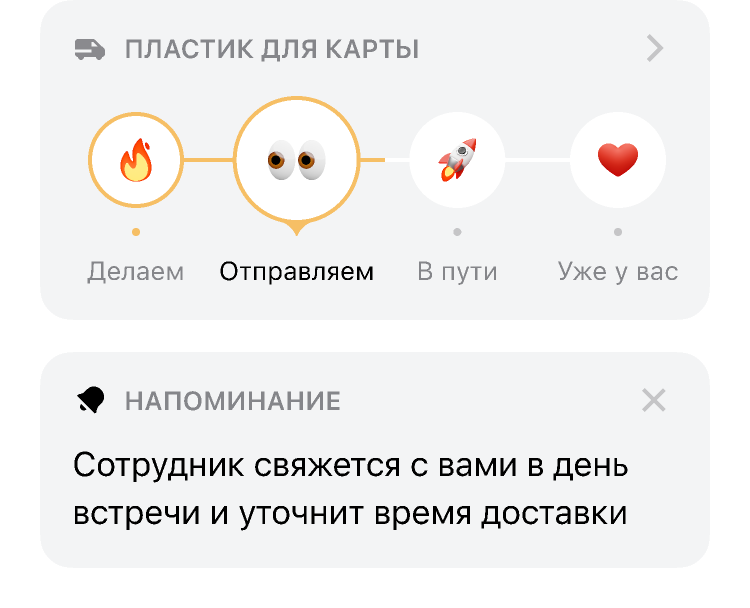 ПЛАСТИК ДЛЯ КАРТЫ
Делаем Отправляем В пути Уже у вас
НАПОМИНАНИЕ
Сотрудник свяжется с вами в день
встречи и уточнит время доставки